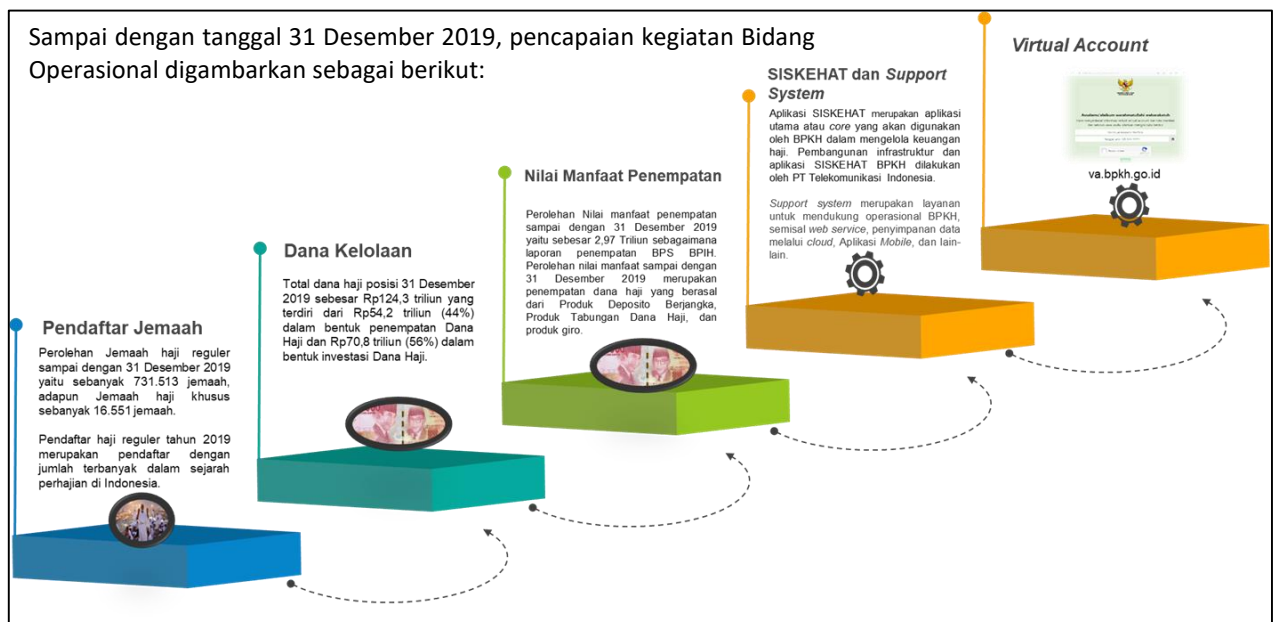 Sampai dengan tanggal 31 Desember 2019, pencapaian kegiatan Bidang
Operasional digambarkan sebagai berikut:
Pendaftar Jemaah
Perolehan Jemaah haji reguler
sampai dengan 31 Desember 2019
yaitu sebanyak 731.513 jemaah,
adapun Jemaah haji khusus
sebanyak 16.551 jemaah.
Pendaftar haji reguler tahun 2019
merupakan pendaftar dengan
jumlah terbanyak dalam sejarah
perhajian di Indonesia.
Dana Kelolaan
Total dana haji posisi 31 Desember
2019 sebesar Rp124,3 triliun yang
terdiri dari Rp54,2 triliun (44%)
dalam bentuk penempatan Dana
Haji dan Rp70,8 triliun (56%) dalam
bentuk investasi Dana Haji.
Nilai Manfaat Penempatan
Perolehan Nilai manfaat penempatan
sampai dengan 31 Desember 2019
yaitu sebesar 2,97 Triliun sebagaimana
laporan penempatan BPS BPIH.
Perolehan nilai manfaat sampai dengan
31 Desember 2019 merupakan
penempatan dana haji yang berasal
dari Produk Deposito Berjangka,
Produk Tabungan Dana Haji, dan
produk giro.
SISKEHAT dan Support
System
Aplikasi SISKEHAT merupakan aplikasi
utama atau core yang akan digunakan
oleh BPKH dalam mengelola keuangan
haji. Pembangunan infrastruktur dan
aplikasi SISKEHAT BPKH dilakukan
oleh PT Telekomunikasi Indonesia.
Support system merupakan layanan
untuk mendukung operasional BPKH,
semisal web service, penyimpanan data
melalui cloud, Aplikasi Mobile, dan lain-
lain.
Virtual Account
va.bpkh.go.id